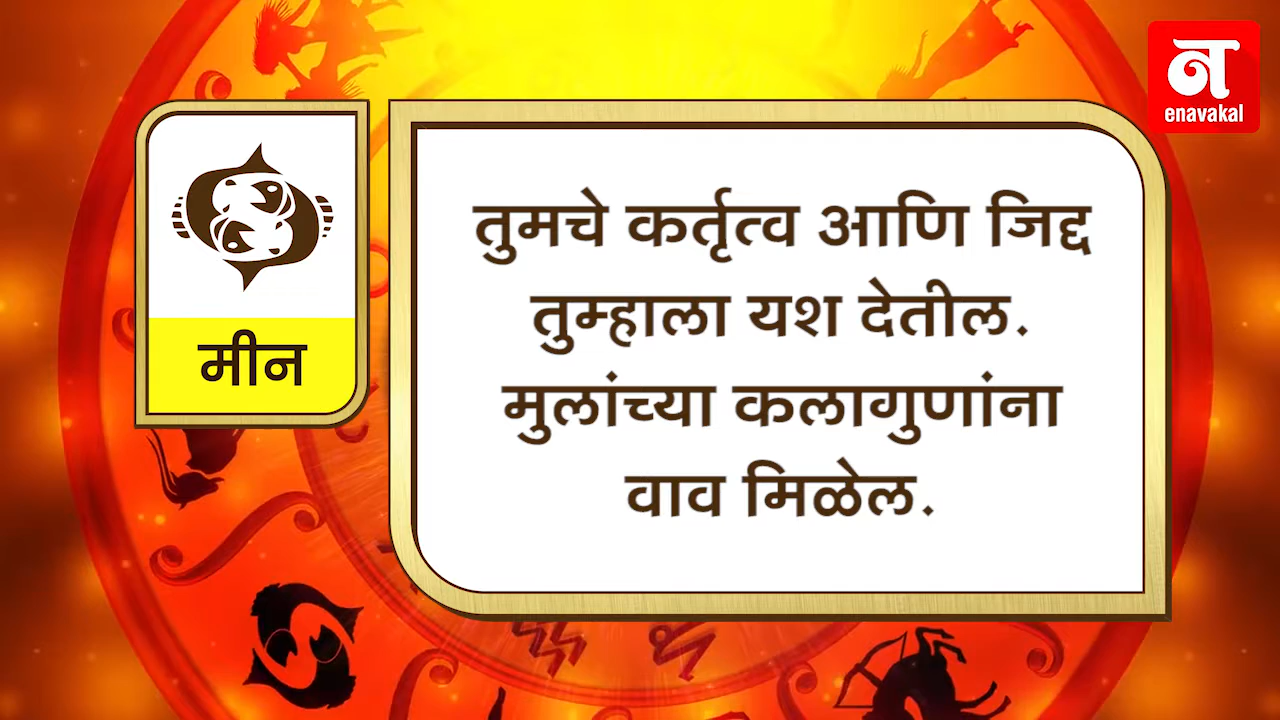 न
enavakal
मीन
तुमचे कर्तृत्व आणि जिद्द
तुम्हाला यश देतील.
मुलांच्या कलागुणांना
वाव मिळेल.